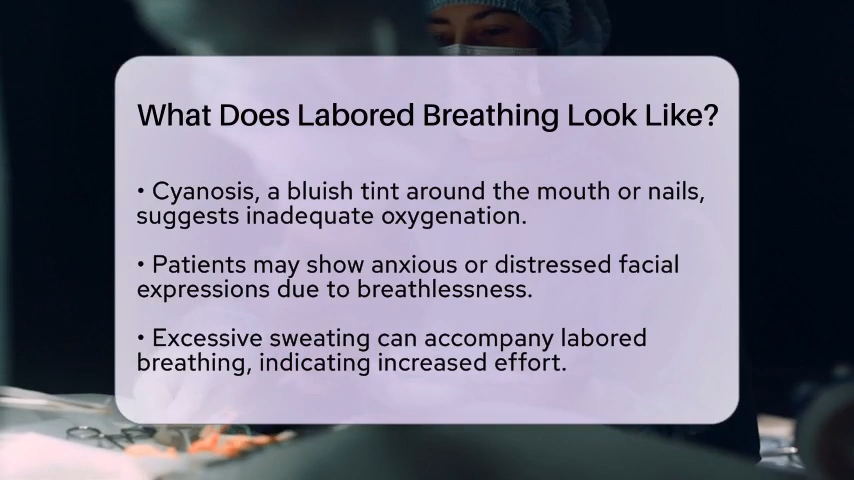 What Does Labored Breathing Look Like?
• Cyanosis, a bluish tint around the mouth or nails,
suggests inadequate oxygenation.
• Patients may show anxious or distressed facial
expressions due to breathlessness.
• Excessive sweating can accompany labored
breathing, indicating increased effort.